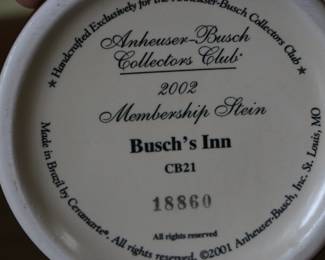 ★ Handcrafted Exclusively for the Anheuser-Busch Collectors Club ★
Anheuser-Busch
Collectors Club®
2002
Membership Stein
Busch's Inn
CB21
18860
All rights reserved
Made in Brazil by Ceramarte®. All rights reserved. ©2001 Anheuser-Busch, Inc. St. Louis, MO